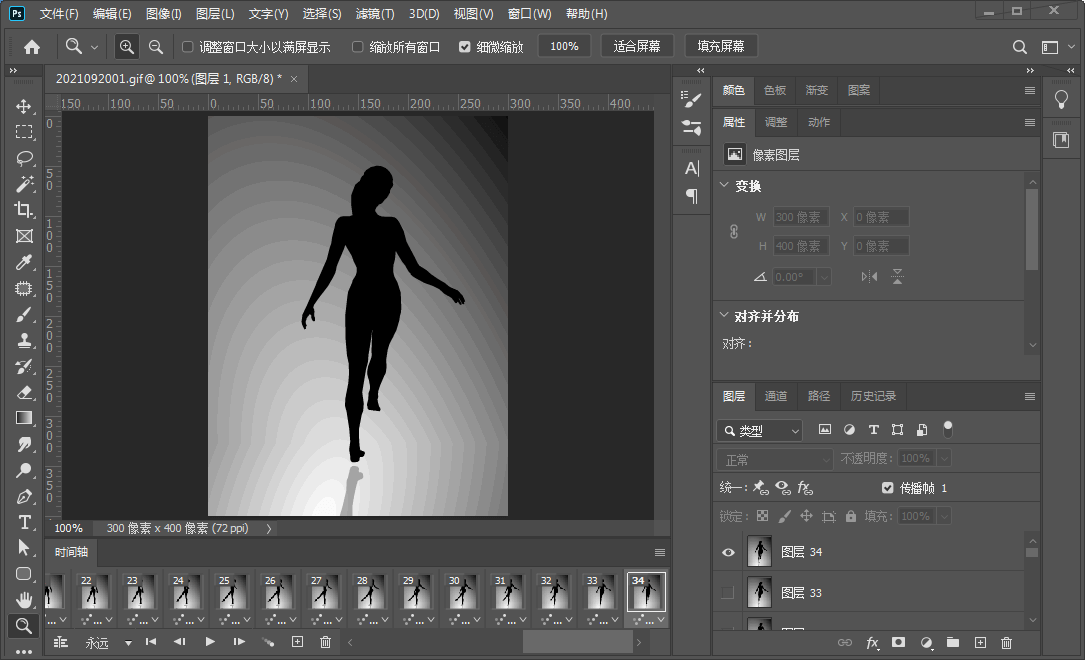 Ps 文件(F) 编辑(E) 图像(I) 图层(L) 文字(Y) 选择(S) 滤镜(T) 3D(D) 视图(V) 窗口(W) 帮助(H)
调整窗口大小以满屏显示 缩放所有窗口 细微缩放 100% 适合屏幕 填充屏幕
2021092001.gif@ 100% (图层 1, RGB/8) * ×
150 100 50 0 50 100 150 200 250 300 350 400
0
50
100
150
200
250
300
350
100% 300 像素 x 400 像素 (72 ppi)
时间轴
22 23 24 25 26 27 28 29 30 31 32 33 34
永远
颜色 色板 渐变 图案
属性 调整 动作
像素图层
变换
W 300 像素 X 0 像素
H 400 像素 Y 0 像素
0.00°
对齐并分布
对齐：
图层 通道 路径 历史记录
类型
正常 不透明度： 100%
统一： 传播帧 1
锁定： 填充： 100%
图层 34
图层 33